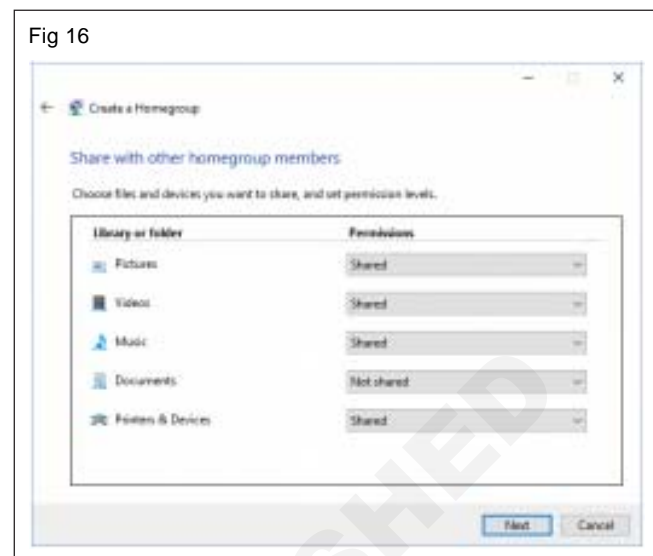 Fig 16
Create a Homegroup
Share with other homegroup members
Choose files and devices you want to share, and set permission levels.
Library or folder Permissions
Pictures Shared
Videos Shared
Music Shared
Documents Not shared
Printers & Devices Shared
Next Cancel